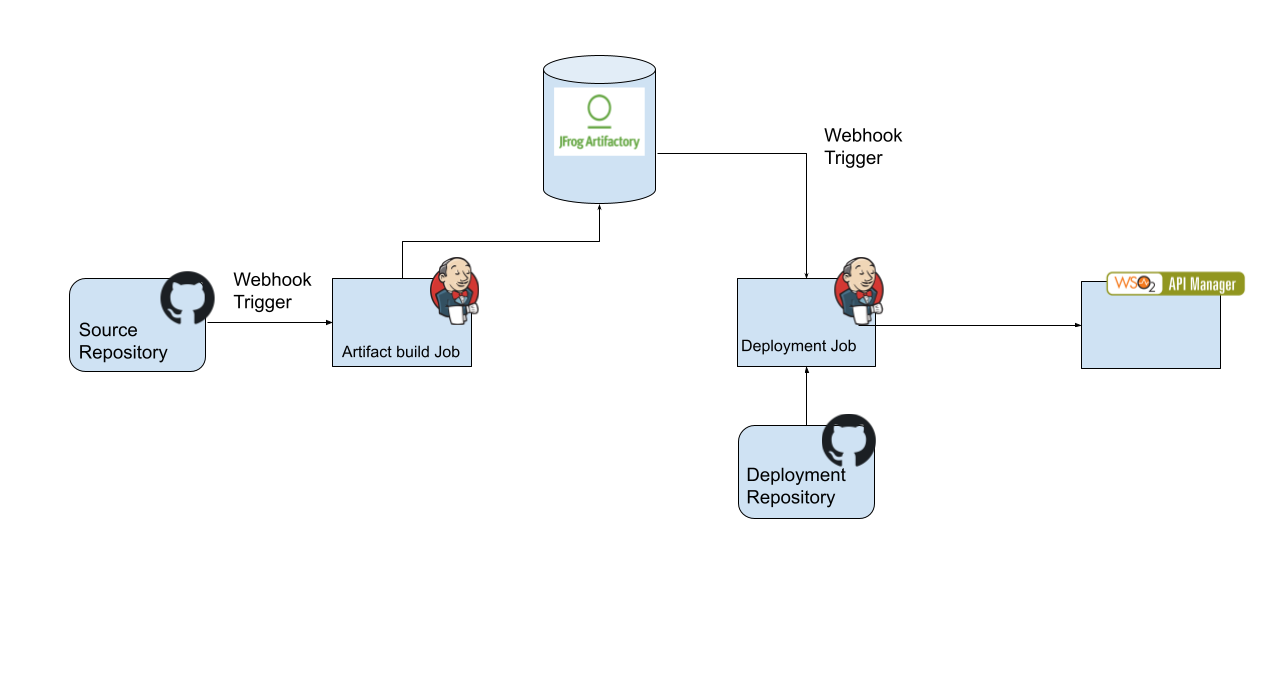 JFrog Artifactory
Webhook
Trigger
Webhook
Trigger
Source
Repository
Artifact build Job
Deployment Job
WSO2 API Manager
Deployment
Repository